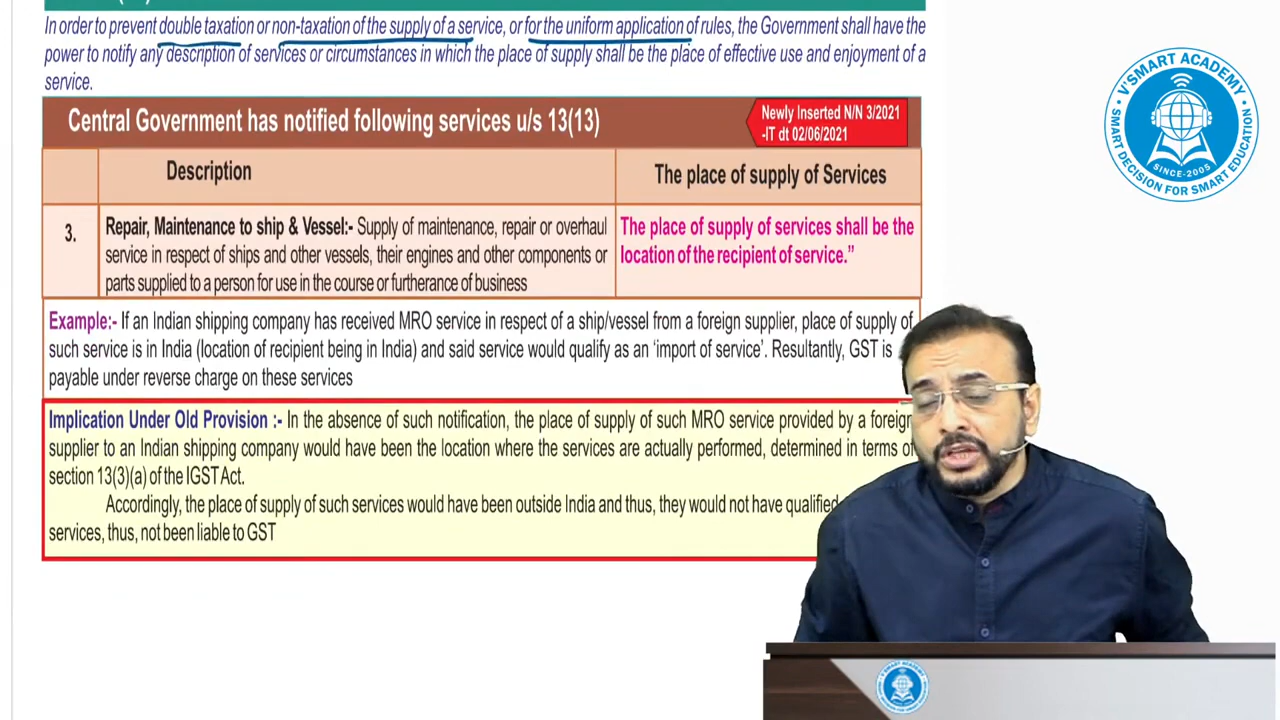 In order to prevent double taxation or non-taxation of the supply of a service, or for the uniform application of rules, the Government shall have the
power to notify any description of services or circumstances in which the place of supply shall be the place of effective use and enjoyment of a
service.
Central Government has notified following services u/s 13(13)
Newly Inserted N/N 3/2021
-IT dt 02/06/2021
Description
The place of supply of Services
3.
Repair, Maintenance to ship & Vessel:- Supply of maintenance, repair or overhaul
service in respect of ships and other vessels, their engines and other components or
parts supplied to a person for use in the course or furtherance of business
The place of supply of services shall be the
location of the recipient of service.”
Example:- If an Indian shipping company has received MRO service in respect of a ship/vessel from a foreign supplier, place of supply of
such service is in India (location of recipient being in India) and said service would qualify as an ‘import of service’. Resultantly, GST is
payable under reverse charge on these services
Implication Under Old Provision :- In the absence of such notification, the place of supply of such MRO service provided by a foreign
supplier to an Indian shipping company would have been the location where the services are actually performed, determined in terms of
section 13(3)(a) of the IGST Act.
Accordingly, the place of supply of such services would have been outside India and thus, they would not have qualified
services, thus, not been liable to GST
V'SMART ACADEMY
SINCE-2005
SMART DECISION FOR SMART EDUCATION